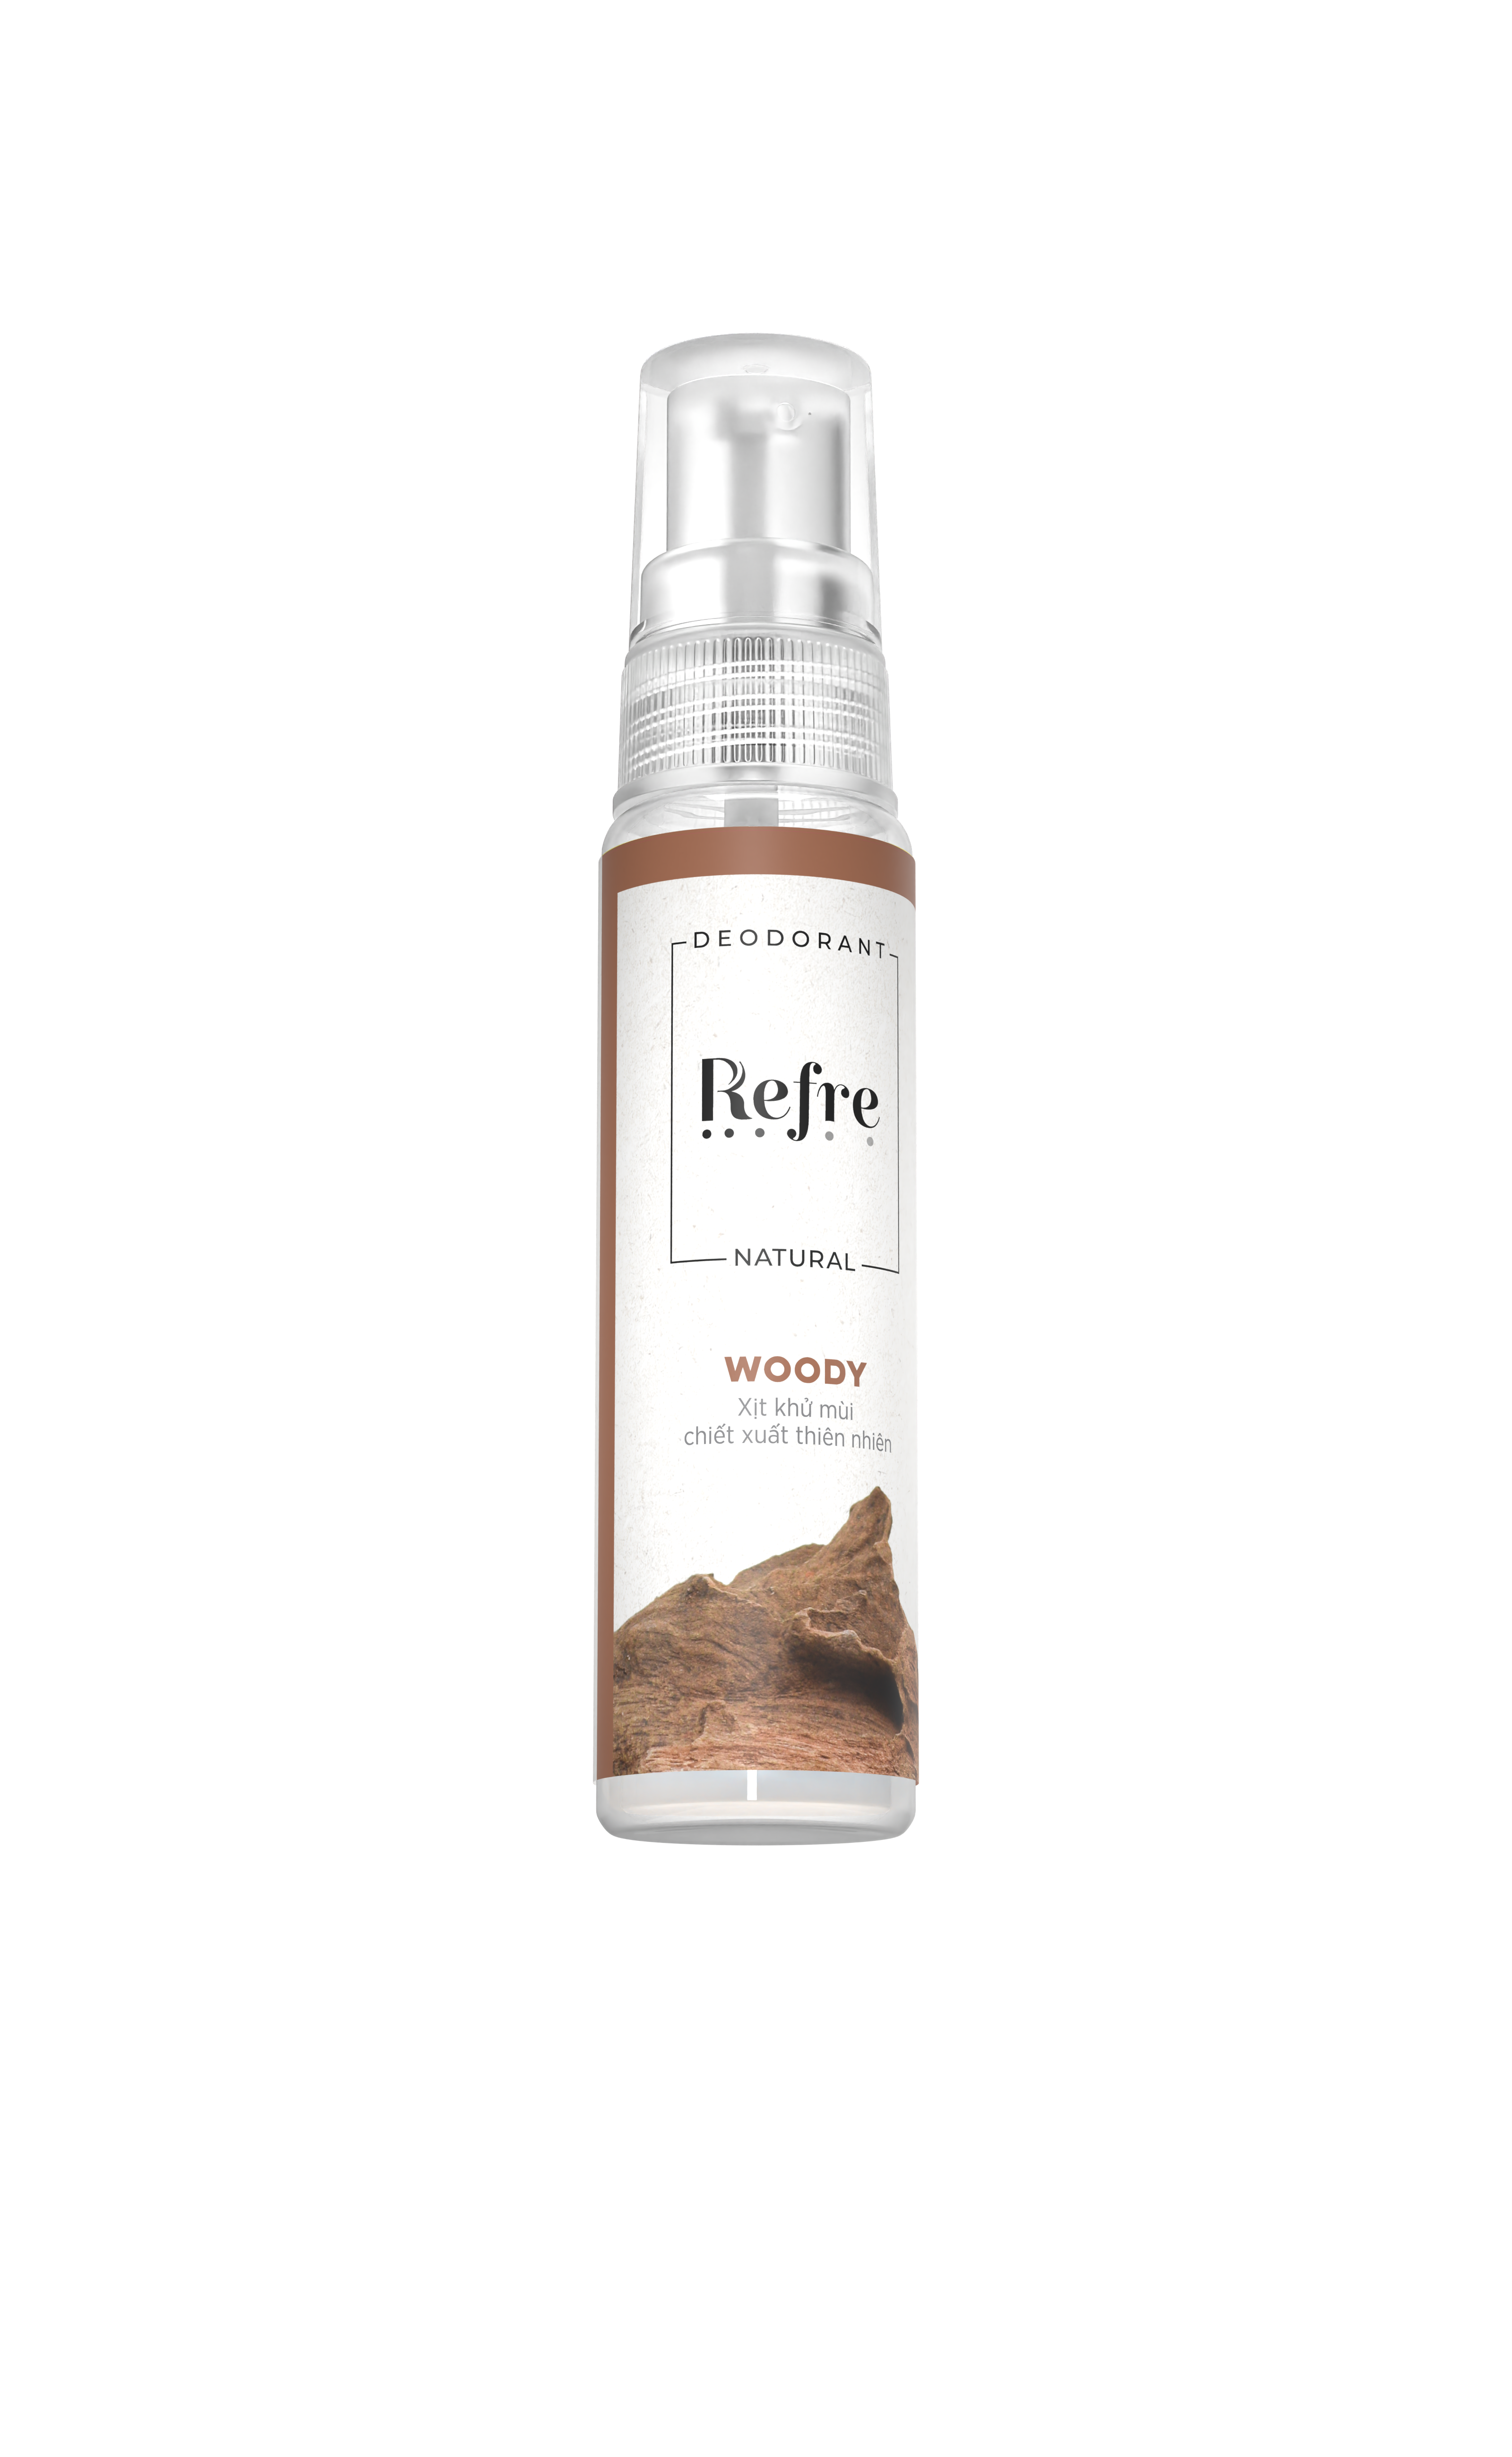 DEODORANT
Refre
NATURAL
WOODY
Xịt khử mùi
chiết xuất thiên nhiên